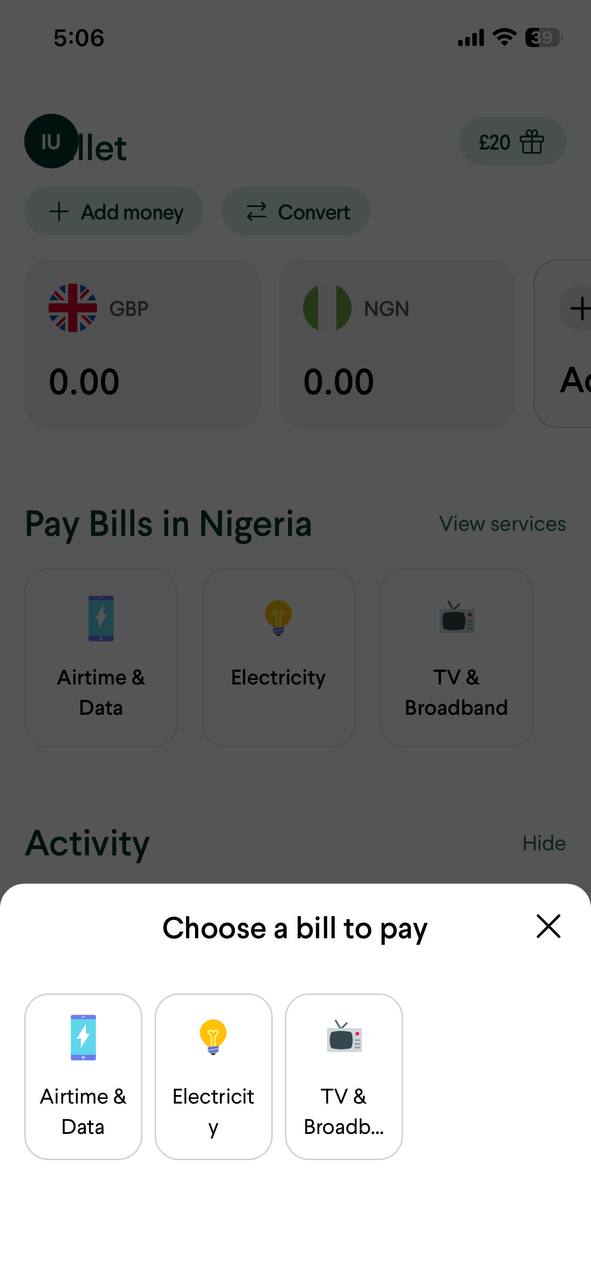 5:06
39
IU
llet
£20
Add money
Convert
GBP
NGN
0.00
0.00
Ac
Pay Bills in Nigeria
View services
Airtime &
Data
Electricity
TV &
Broadband
Activity
Hide
Choose a bill to pay
Airtime &
Data
Electricit
y
TV &
Broadb...